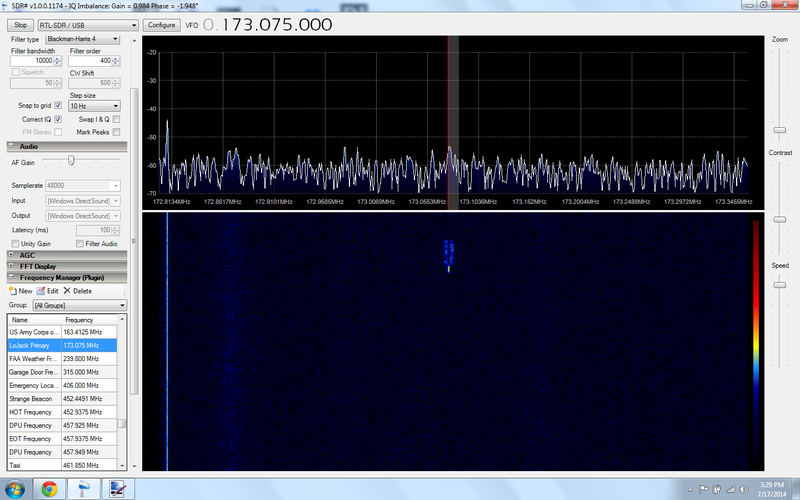 SDR# v1.0.0.1174 - IQ Imbalance: Gain = 0.984 Phase = -1.948°
Stop
RTL-SDR / USB
Configure
VFO
0.173.075.000
Filter type
Blackman-Harris 4
Filter bandwidth
Filter order
10000
400
Squelch
CW Shift
50
600
Step size
Snap to grid
10 Hz
Correct IQ
Swap I & Q
FM Stereo
Mark Peaks
Audio
AF Gain
Samplerate
48000
Input
[Windows DirectSound]
Output
[Windows DirectSound]
Latency (ms)
100
Unity Gain
Filter Audio
AGC
FFT Display
Frequency Manager (Plugin)
New
Edit
Delete
Group:
[All Groups]
Name
Frequency
US Army Corps o...
163.4125 MHz
LoJack Primary
173.075 MHz
FAA Weather Fr...
239.800 MHz
Garage Door Fre...
315.000 MHz
Emergency Loca...
406.000 MHz
Strange Beacon
452.4491 MHz
HOT Frequency
452.9375 MHz
DPU Frequency
457.925 MHz
EOT Frequency
457.9375 MHz
DPU Frequency
457.949 MHz
Taxi
461.850 MHz
-20
-30
-40
-50
-60
-70
172.8134MHz
172.8617MHz
172.9101MHz
172.9585MHz
173.0069MHz
173.0553MHz
173.1036MHz
173.152MHz
173.2004MHz
173.2488MHz
173.2972MHz
173.3455MHz
Zoom
Contrast
Speed
3:29 PM
7/17/2014